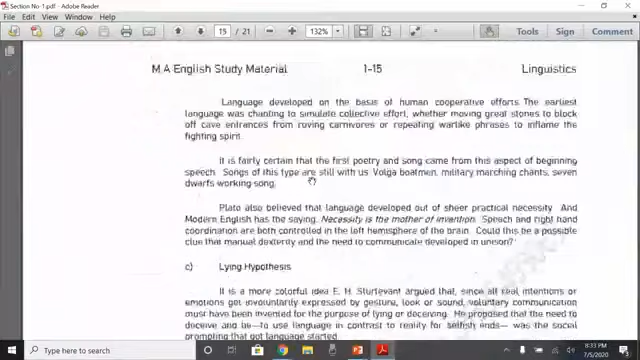 Section No 1.pdf - Adobe Reader
File Edit View Window Help
15 / 21 132% Tools Sign Comment
M.A English Study Material 1-15 Linguistics
Language developed on the basis of human cooperative efforts. The earliest
language was chanting to simulate collective effort, whether moving great stones to block
off cave entrances from roving carnivores or repeating warlike phrases to inflame the
fighting spirit.
It is fairly certain that the first poetry and song came from this aspect of beginning
speech. Songs of this type are still with us Volga boatmen, military marching chants, seven
dwarfs working song.
Plato also believed that language developed out of sheer practical necessity. And
Modern English has the saying. Necessity is the mother of invention. Speech and right hand
coordination are both controlled in the left hemisphere of the brain. Could this be a possible
clue that manual dexterity and the need to communicate developed in unison?
c) Lying Hypothesis
It is a more colorful idea E. H. Sturtevant argued that, since all real intentions or
emotions get involuntarily expressed by gesture, look or sound, voluntary communication
must have been invented for the purpose of lying or deceiving. He proposed that the need to
deceive and lie- to use language in contrast to reality for selfish ends- was the social
prompting that got language started
Type here to search
8:33 PM
7/5/2020